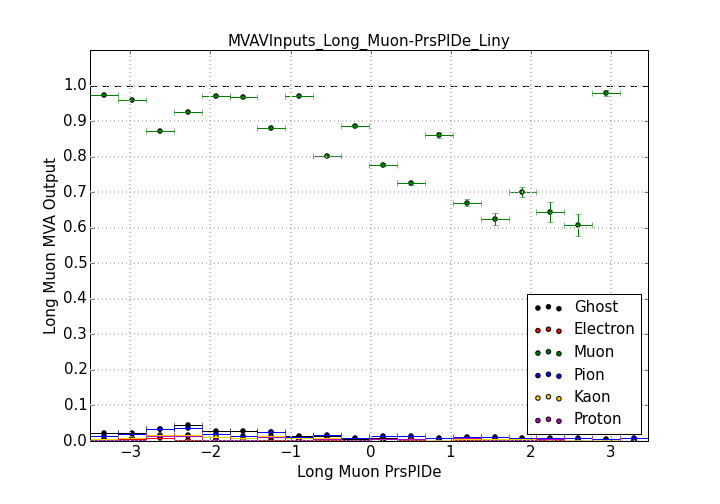 MVAVInputs_Long_Muon-PrsPIDe_Liny
Long Muon MVA Output
1.0
0.9
0.8
0.7
0.6
0.5
0.4
0.3
0.2
0.1
0.0
Ghost
Electron
Muon
Pion
Kaon
Proton
−3 −2 −1 0 1 2 3
Long Muon PrsPIDe